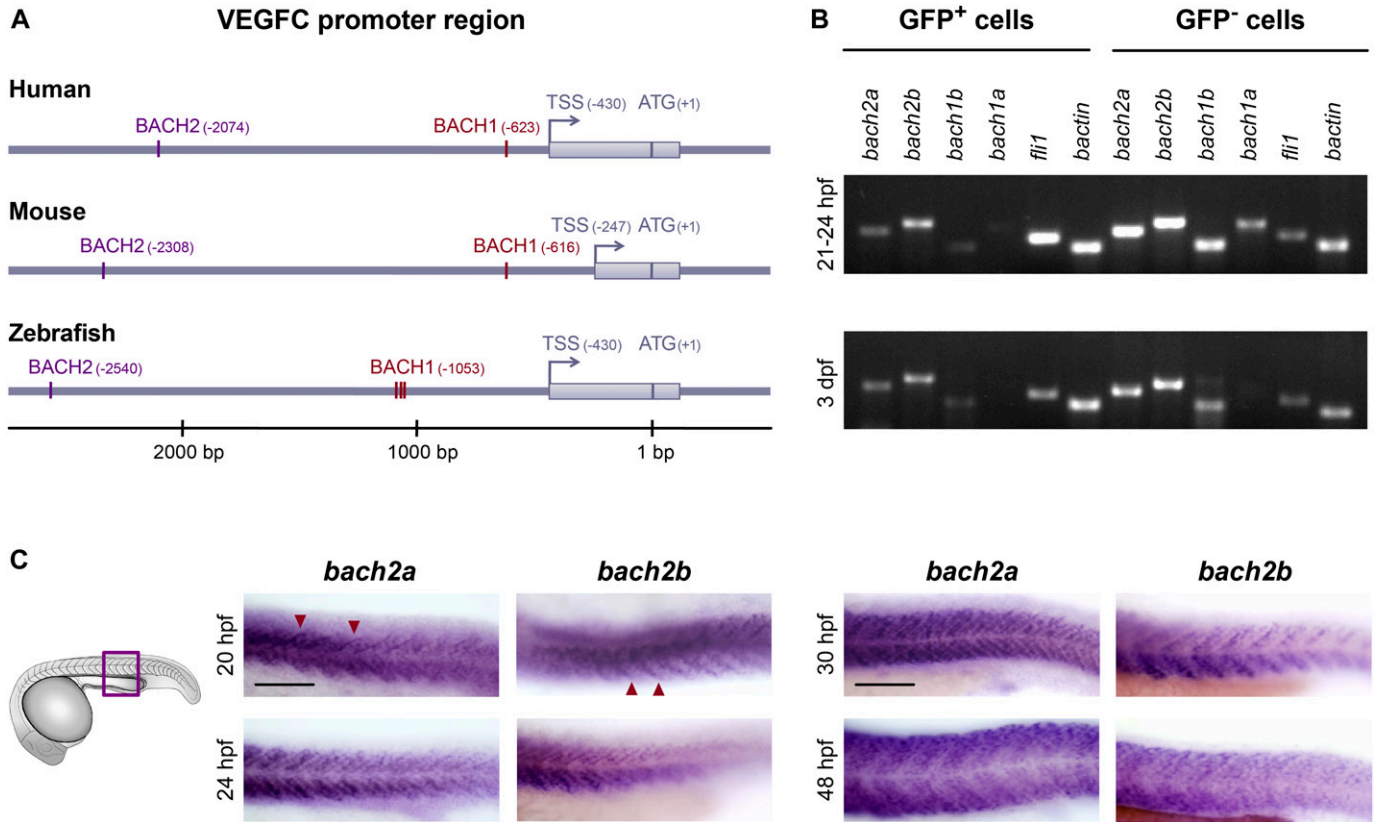 A
VEGFC promoter region
Human
BACH2 (-2074)
BACH1 (-623)
TSS (-430)
ATG (+1)
Mouse
BACH2 (-2308)
BACH1 (-616)
TSS (-247)
ATG (+1)
Zebrafish
BACH2 (-2540)
BACH1 (-1053)
TSS (-430)
ATG (+1)
2000 bp
1000 bp
1 bp
B
GFP+ cells
GFP- cells
bach2a
bach2b
bach1b
bach1a
fli1
bactin
bach2a
bach2b
bach1b
bach1a
fli1
bactin
21-24 hpf
3 dpf
C
bach2a
bach2b
bach2a
bach2b
20 hpf
30 hpf
24 hpf
48 hpf